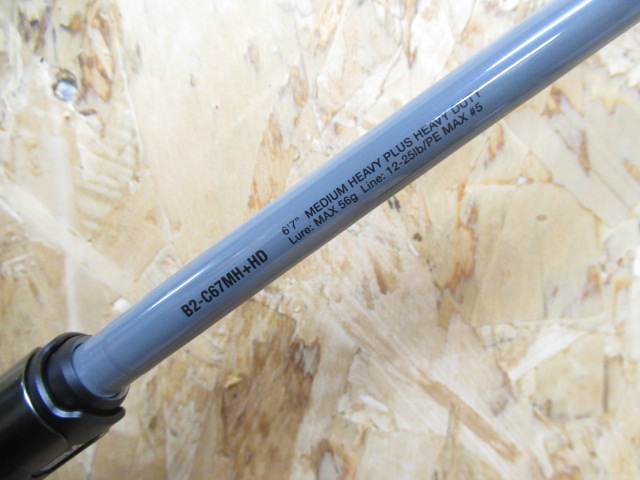 B2-C67MH+HD
6'7" MEDIUM HEAVY PLUS HEAVY DUTY
Lure: MAX 56g Line: 12-25lb/PE MAX #5